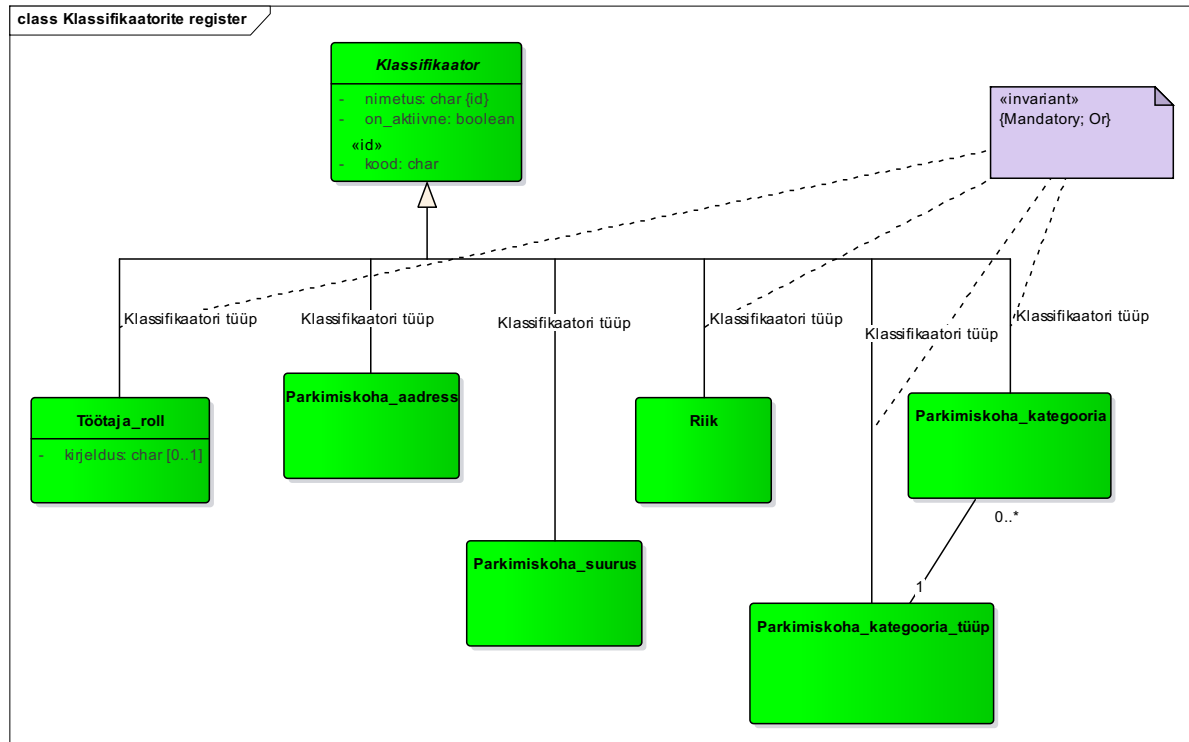 class Klassifikaatorite register
Klassifikaator
- nimetus: char {id}
- on_aktiivne: boolean
«id»
- kood: char
«invariant»
{Mandatory; Or}
Klassifikaatori tüüp
Klassifikaatori tüüp
Klassifikaatori tüüp
Klassifikaatori tüüp
Klassifikaatori tüüp
Klassifikaatori tüüp
Töötaja_roll
- kirjeldus: char [0..1]
Parkimiskoha_aadress
Parkimiskoha_suurus
Riik
Parkimiskoha_kategooria
0..*
1
Parkimiskoha_kategooria_tüüp